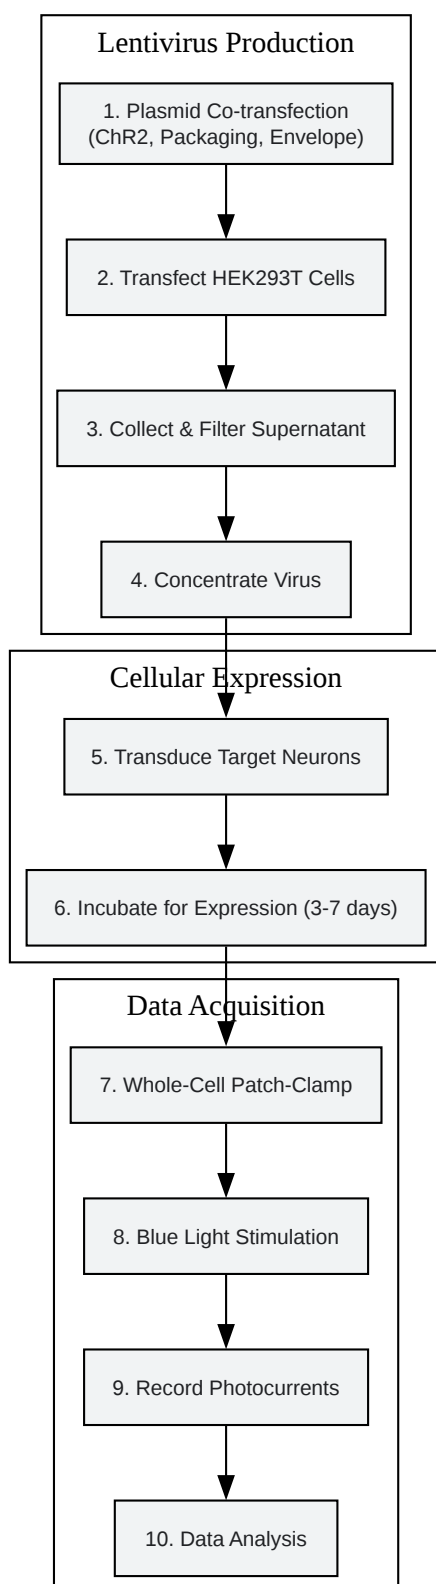 Lentivirus Production
1. Plasmid Co-transfection
(ChR2, Packaging, Envelope)
2. Transfect HEK293T Cells
3. Collect & Filter Supernatant
4. Concentrate Virus
Cellular Expression
5. Transduce Target Neurons
6. Incubate for Expression (3-7 days)
Data Acquisition
7. Whole-Cell Patch-Clamp
8. Blue Light Stimulation
9. Record Photocurrents
10. Data Analysis